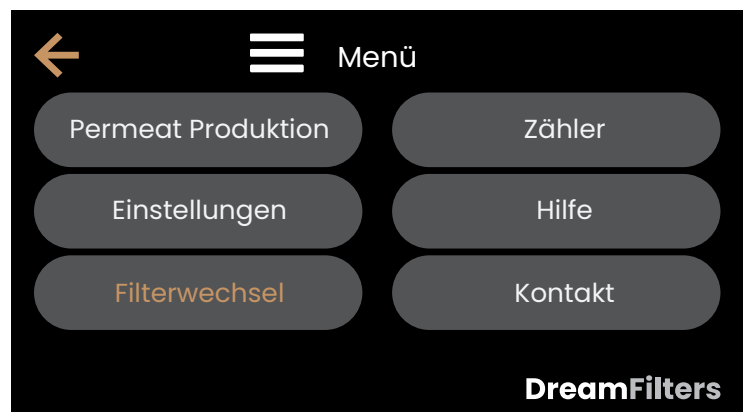 Menü
Permeat Produktion
Zähler
Einstellungen
Hilfe
Filterwechsel
Kontakt
DreamFilters